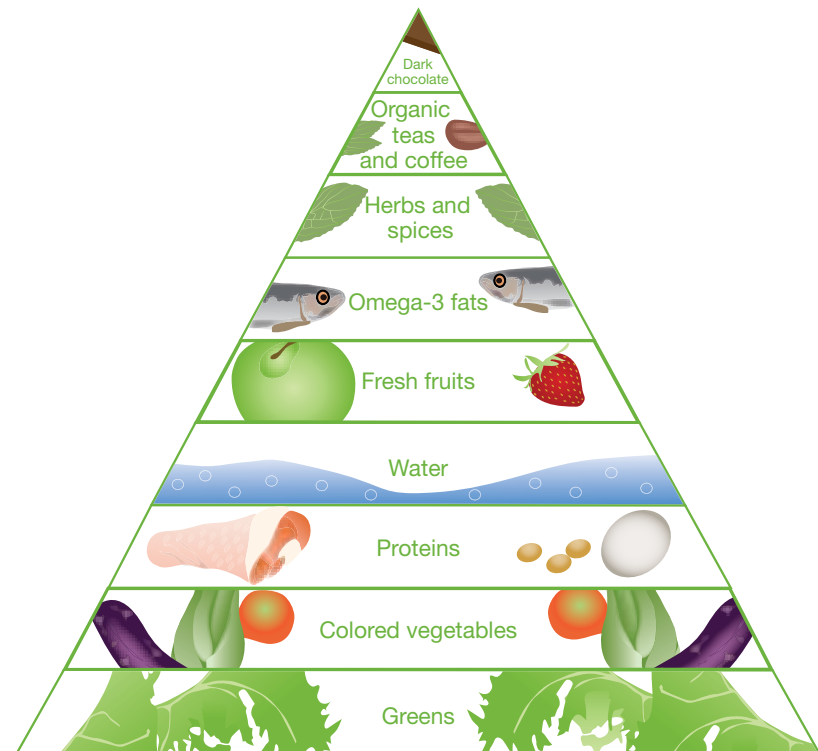 Dark
chocolate
Organic
teas
and coffee
Herbs and
spices
Omega-3 fats
Fresh fruits
Water
Proteins
Colored vegetables
Greens